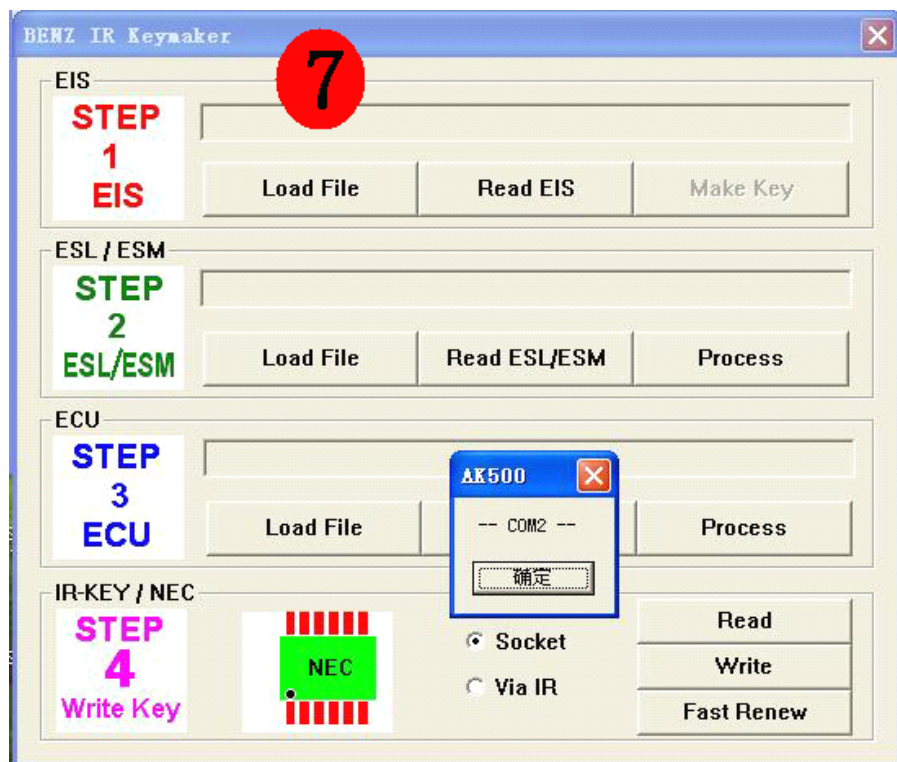 BENZ IR Keymaker
7
EIS
STEP
1
EIS
Load File
Read EIS
Make Key
ESL / ESM
STEP
2
ESL/ESM
Load File
Read ESL/ESM
Process
ECU
STEP
3
ECU
Load File
Process
AK500
-- COM2 --
确定
IR-KEY / NEC
STEP
4
Write Key
NEC
Socket
Via IR
Read
Write
Fast Renew